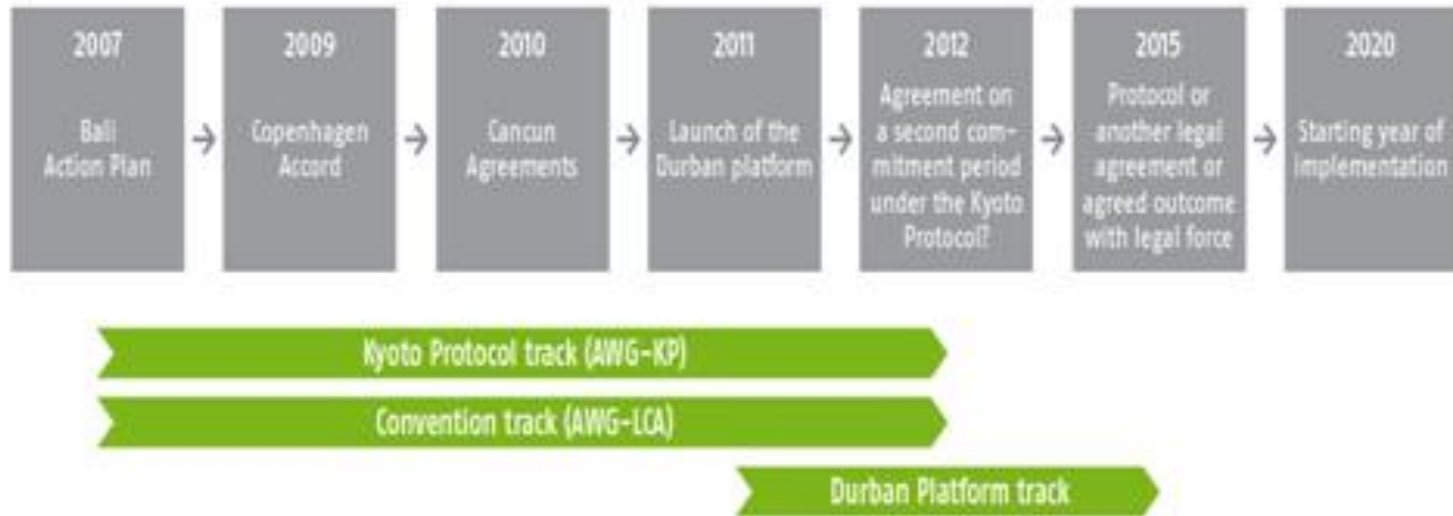 2007
Bali
Action Plan
2009
Copenhagen
Accord
2010
Cancun
Agreements
2011
Launch of the
Durban platform
2012
Agreement on
a second com-
mitment period
under the Kyoto
Protocol?
2015
Protocol or
another legal
agreement or
agreed outcome
with legal force
2020
Starting year of
implementation
Kyoto Protocol track (AWG-KP)
Convention track (AWG-LCA)
Durban Platform track